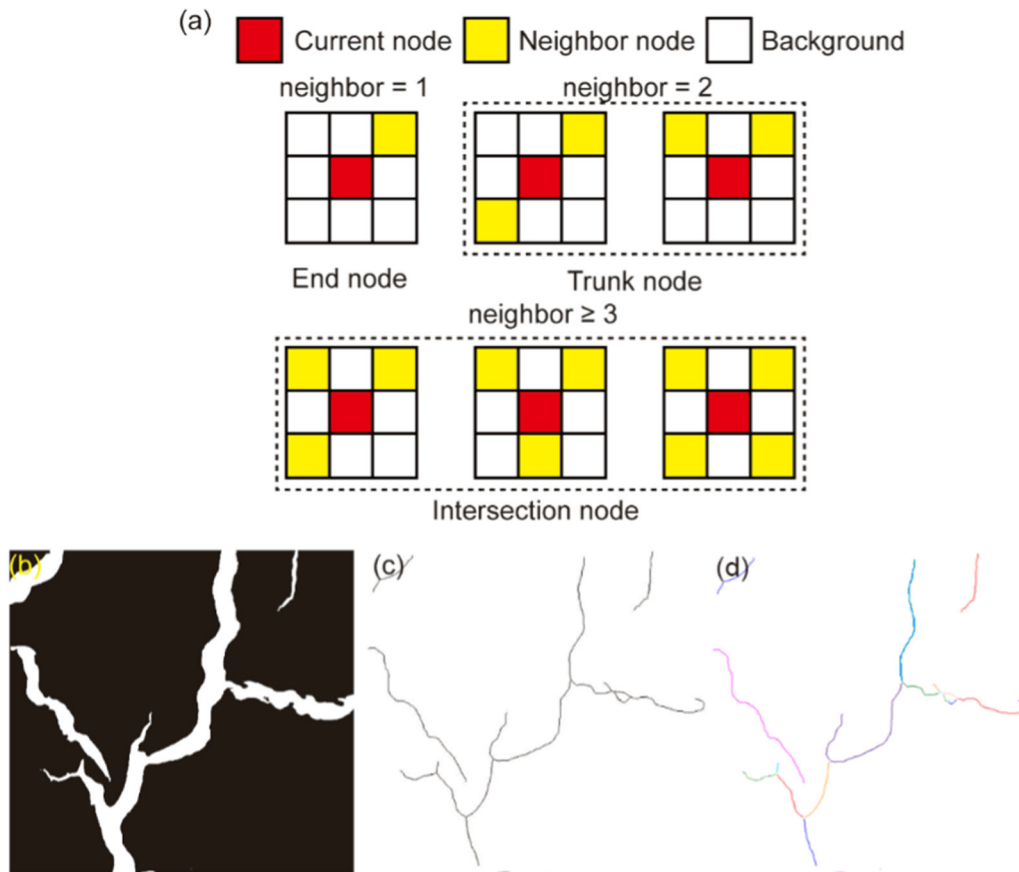 (a) Current node Neighbor node Background
neighbor = 1 neighbor = 2
End node Trunk node
neighbor ≥ 3
Intersection node
(b) (c) (d)